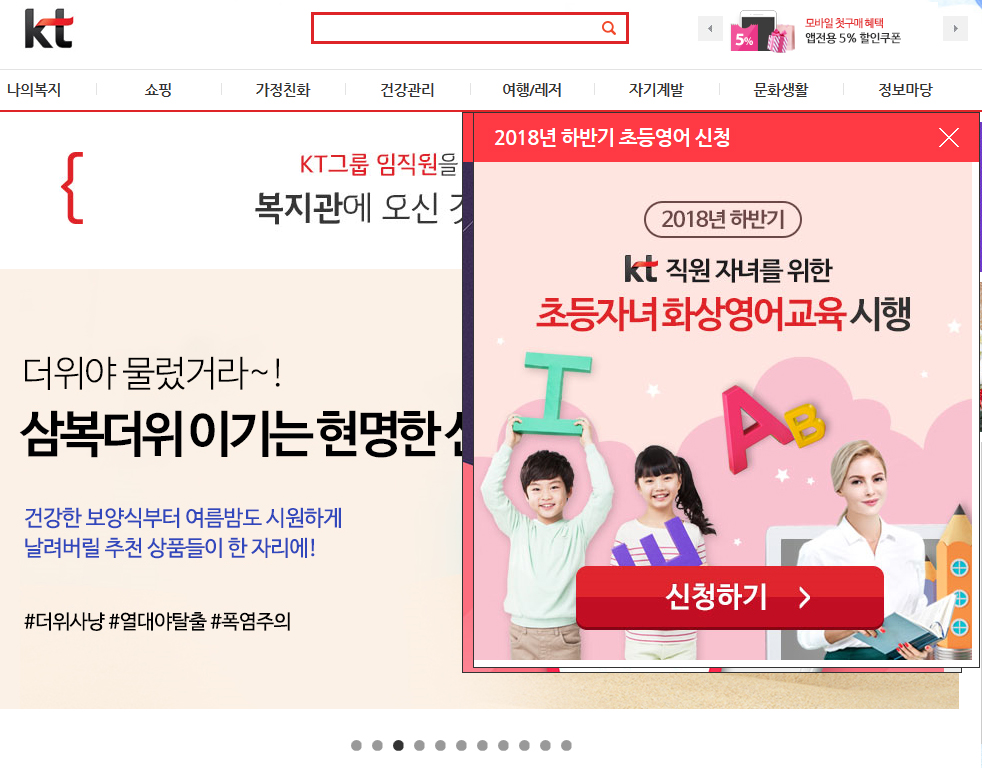 kt
모바일 첫구매 혜택
5%
앱전용 5% 할인쿠폰
나의복지 쇼핑 가정친화 건강관리 여행/레저 자기계발 문화생활 정보마당
KT그룹 임직원을
복지관에 오신
더위야 물렀거라~!
삼복더위 이기는 현명한
건강한 보양식부터 여름밤도 시원하게
날려버릴 추천 상품들이 한 자리에!
#더위사냥 #열대야탈출 #폭염주의
2018년 하반기 초등영어 신청
2018년 하반기
kt 직원 자녀를 위한
초등자녀 화상영어교육 시행
I
A B
E
신청하기